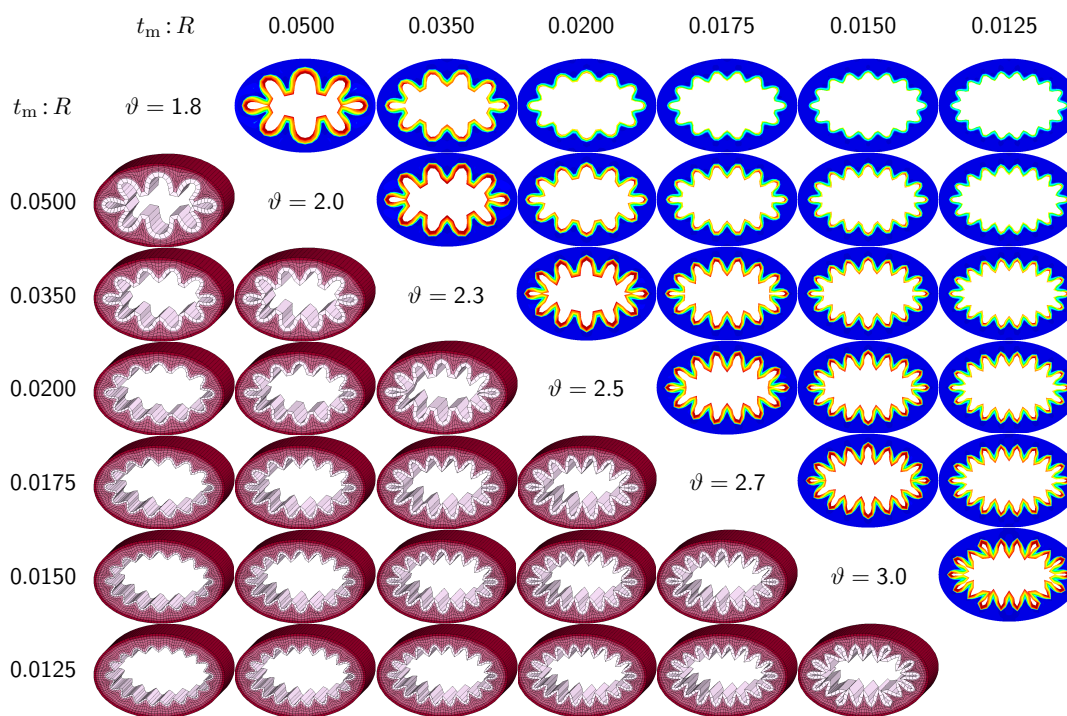 t_m : R 0.0500 0.0350 0.0200 0.0175 0.0150 0.0125
t_m : R ϑ = 1.8
0.0500 ϑ = 2.0
0.0350 ϑ = 2.3
0.0200 ϑ = 2.5
0.0175 ϑ = 2.7
0.0150 ϑ = 3.0
0.0125